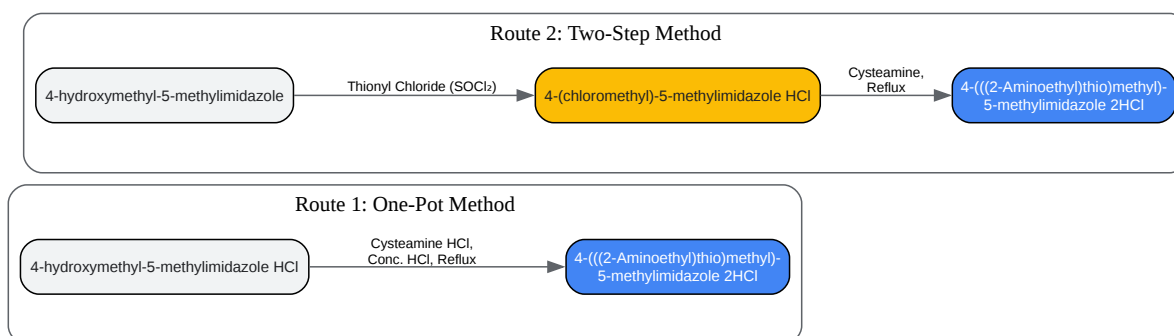 Route 2: Two-Step Method
4-hydroxymethyl-5-methylimidazole
Thionyl Chloride (SOCl₂)
4-(chloromethyl)-5-methylimidazole HCl
Cysteamine,
Reflux
4-(((2-Aminoethyl)thio)methyl)-
5-methylimidazole 2HCl
Route 1: One-Pot Method
4-hydroxymethyl-5-methylimidazole HCl
Cysteamine HCl,
Conc. HCl, Reflux
4-(((2-Aminoethyl)thio)methyl)-
5-methylimidazole 2HCl